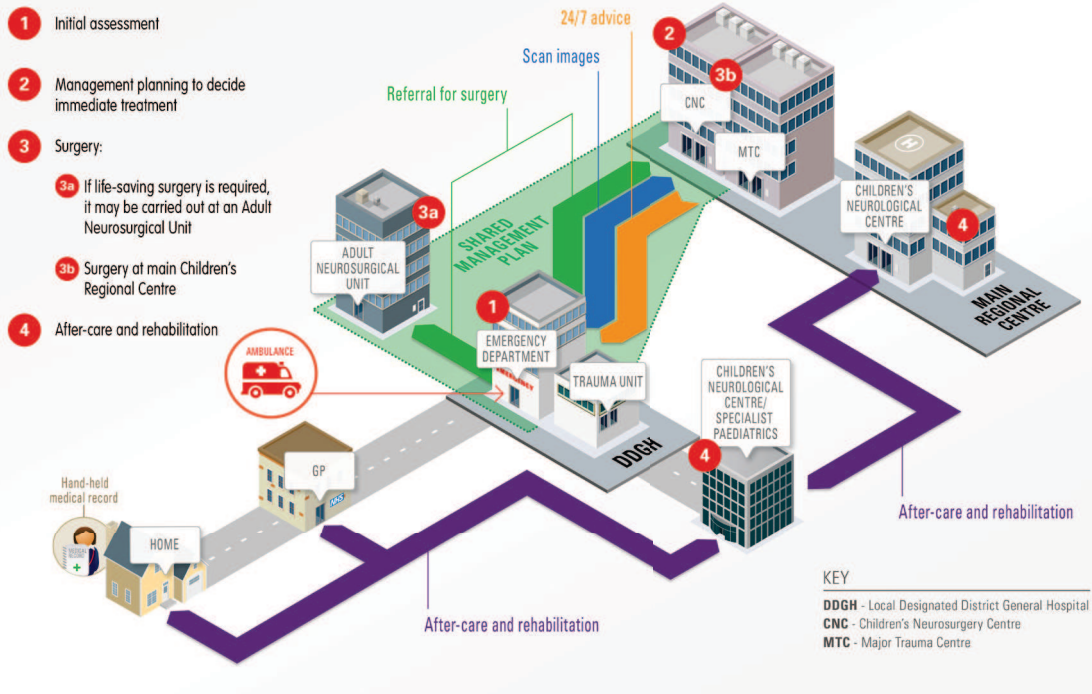 1 Initial assessment
2 Management planning to decide
immediate treatment
3 Surgery:
3a If life-saving surgery is required,
it may be carried out at an Adult
Neurosurgical Unit
3b Surgery at main Children's
Regional Centre
4 After-care and rehabilitation
24/7 advice
Scan images
Referral for surgery
2
3b
CNC
MTC
CHILDREN'S
NEUROLOGICAL
CENTRE
4
MAIN
REGIONAL
CENTRE
3a
ADULT
NEUROSURGICAL
UNIT
SHARED
MANAGEMENT
PLAN
1
EMERGENCY
DEPARTMENT
EMERGENCY
TRAUMA UNIT
DDGH
AMBULANCE
CHILDREN'S
NEUROLOGICAL
CENTRE/
SPECIALIST
PAEDIATRICS
4
GP
NHS
Hand-held
medical record
MEDICAL
RECORD
HOME
After-care and rehabilitation
After-care and rehabilitation
H
KEY
DDGH - Local Designated District General Hospital
CNC - Children's Neurosurgery Centre
MTC - Major Trauma Centre